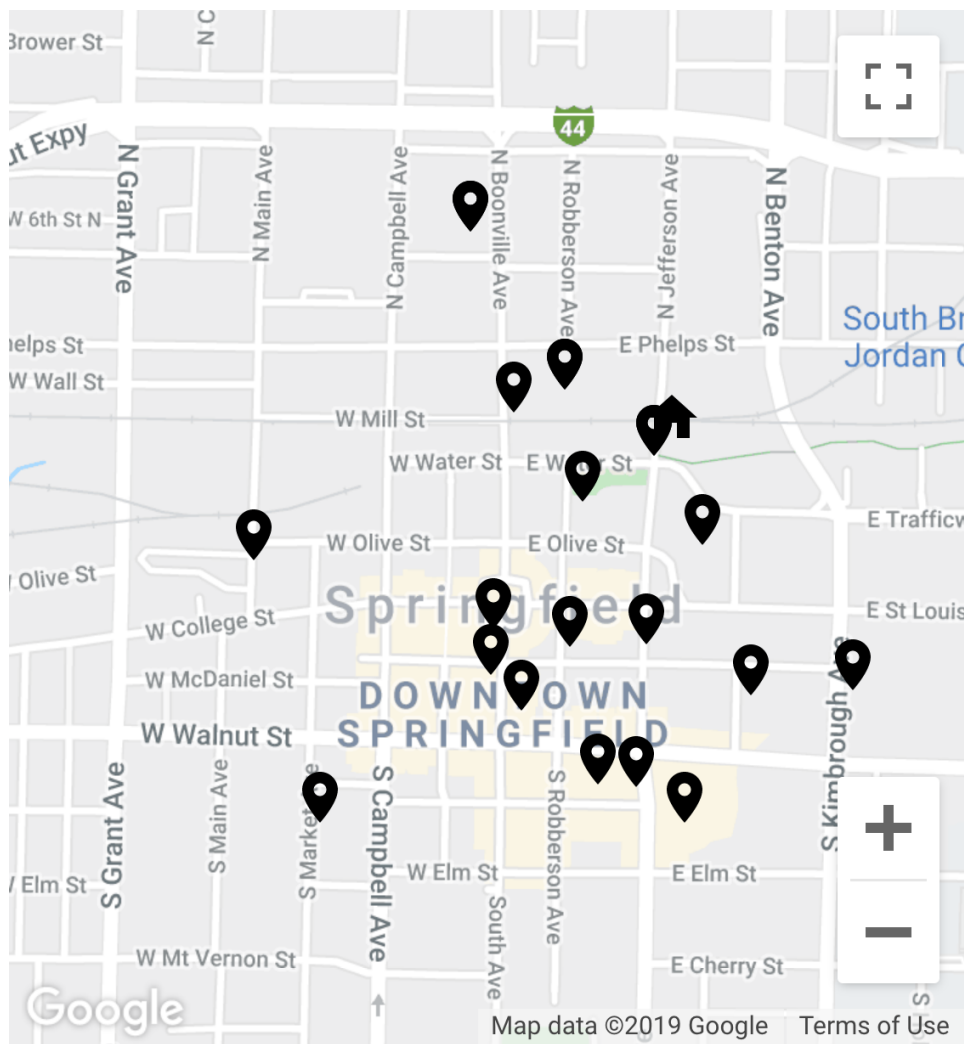 Brower St
N C
44
ut Expy
N Grant Ave
N Main Ave
N Campbell Ave
N Boonville Ave
N Robberson Ave
N Jefferson Ave
N Benton Ave
W 6th St N
South Br
Jordan C
helps St
E Phelps St
W Wall St
W Mill St
W Water St
E Water St
E Trafficw
W Olive St
E Olive St
Olive St
Springfield
E St Louis
W College St
W McDaniel St
DOWNTOWN
SPRINGFIELD
W Walnut St
S Grant Ave
S Main Ave
S Market Ave
S Campbell Ave
S Robberson Ave
S Kimbrough Ave
W Elm St
E Elm St
Elm St
South Ave
W Mt Vernon St
E Cherry St
S
Google
Map data ©2019 Google
Terms of Use